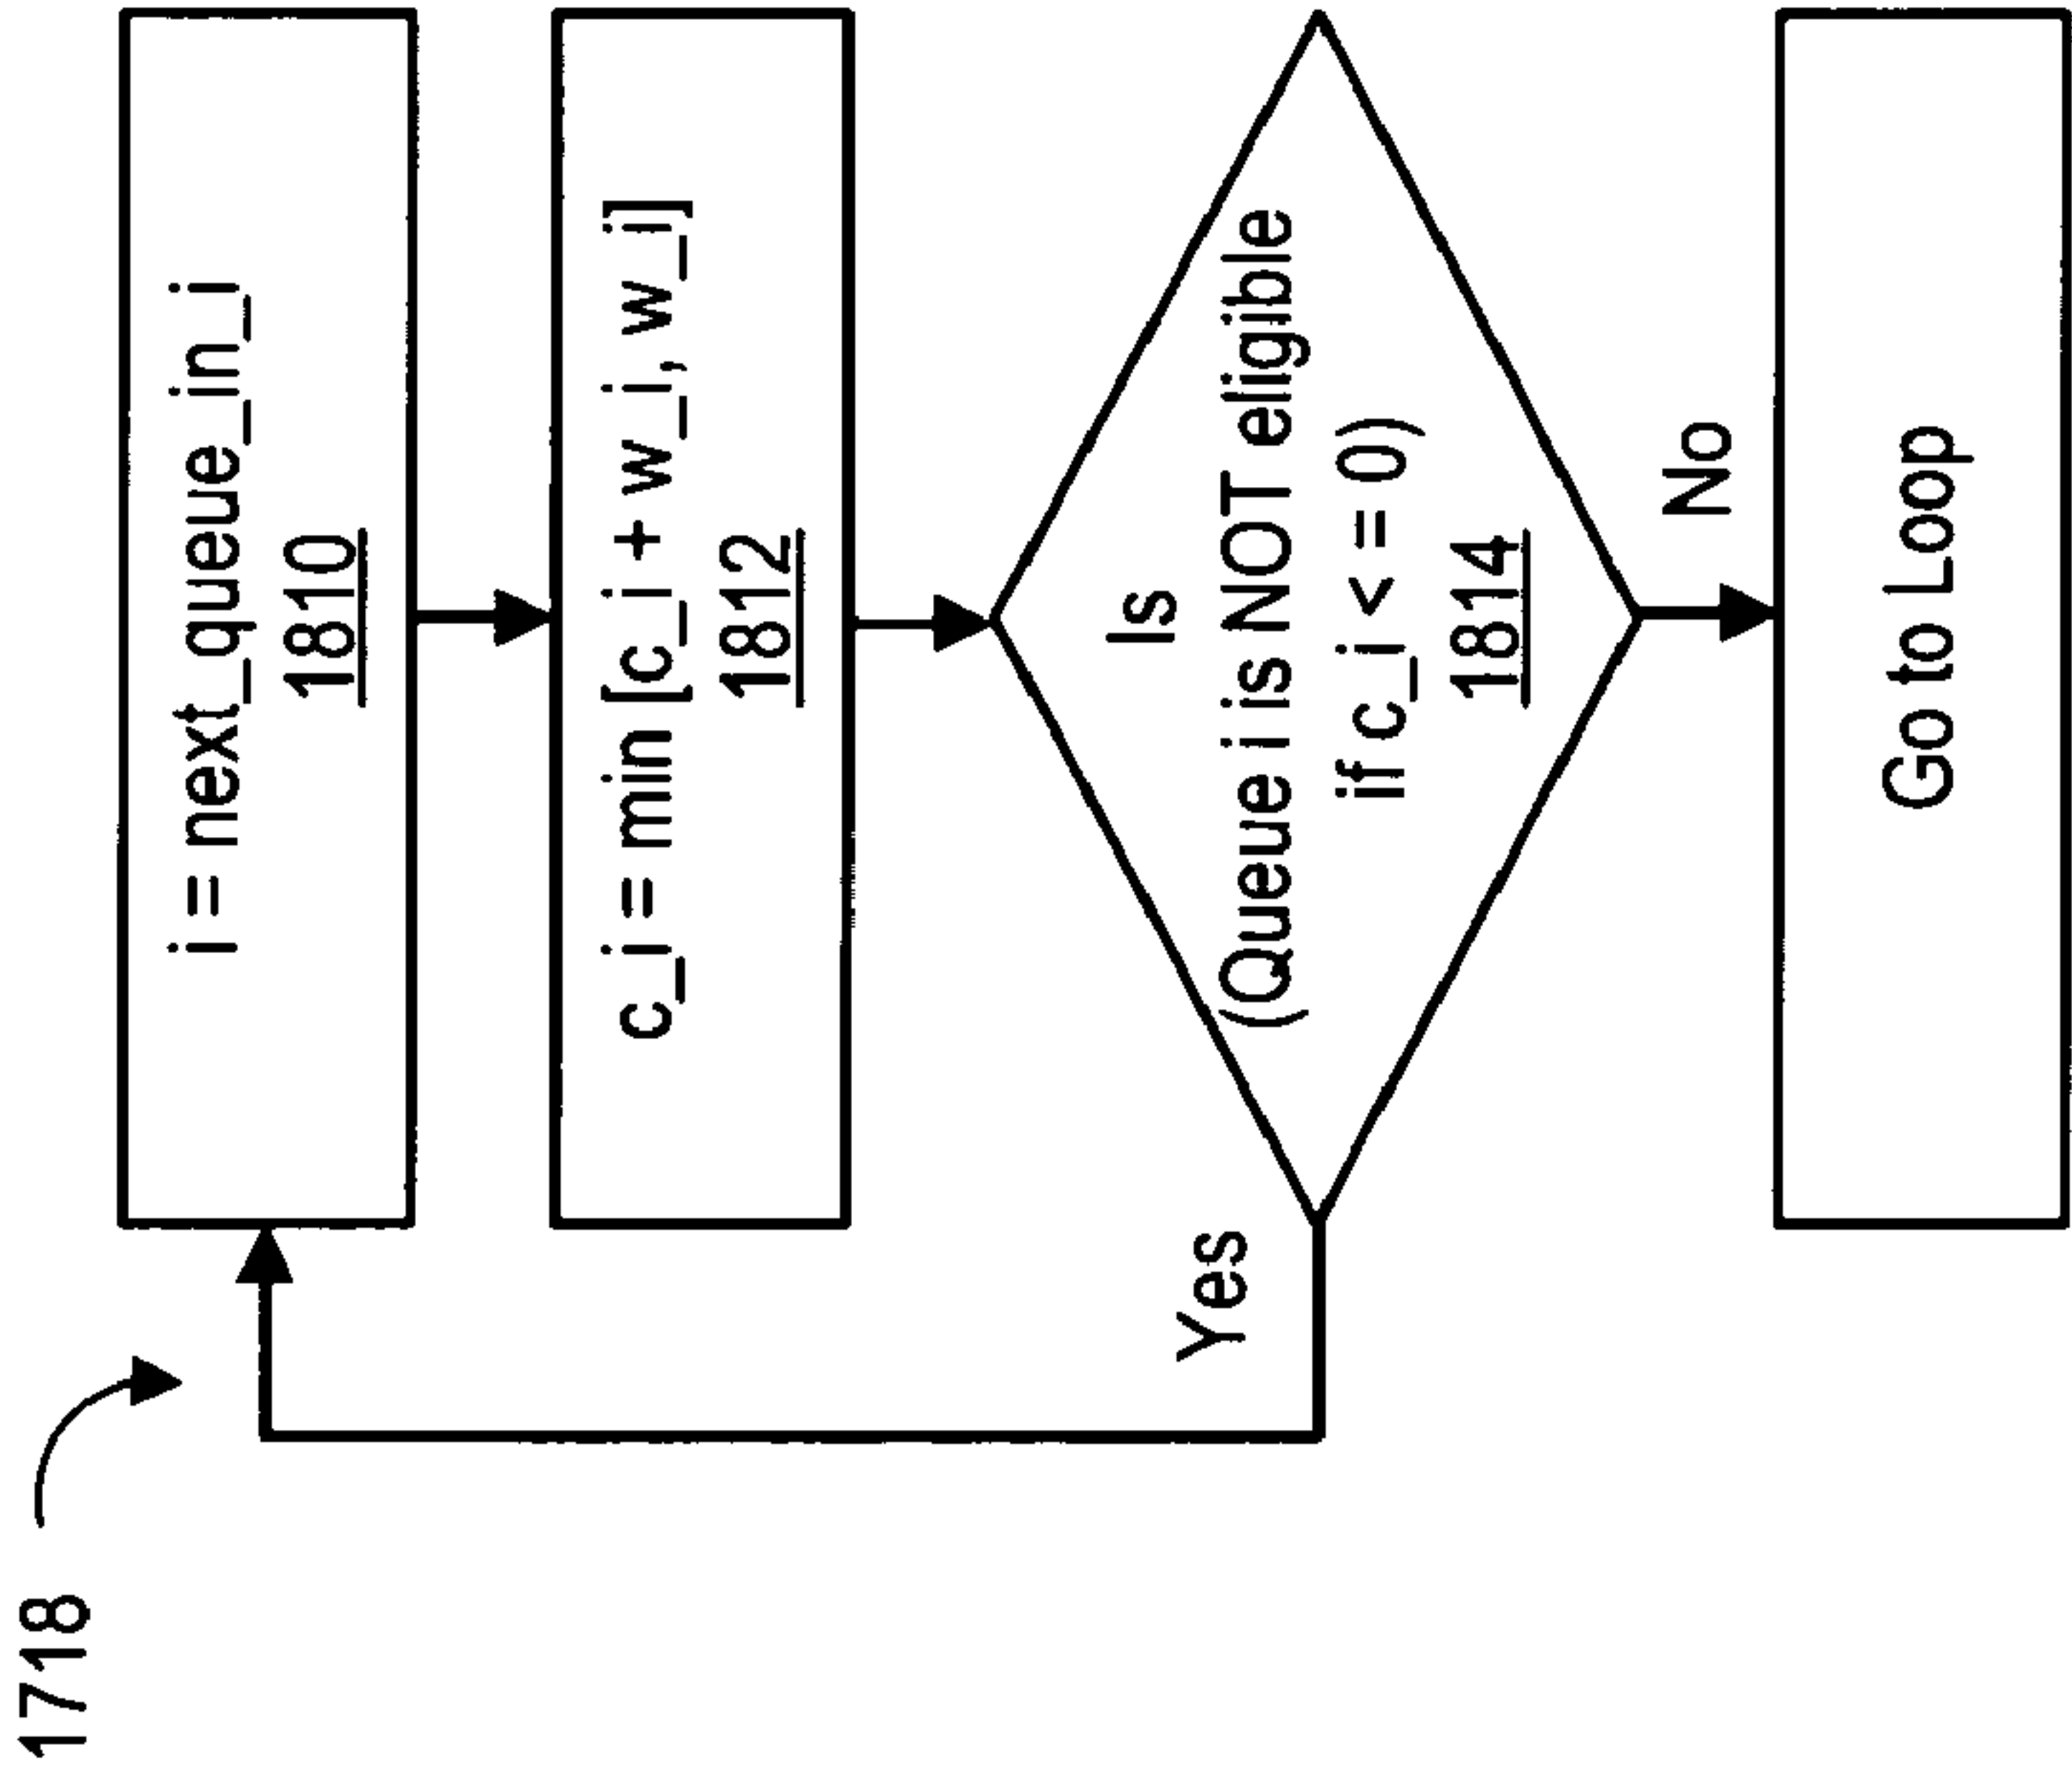 1718
i = next_queue_in_i
1810
c_i = min [c_i + w_i, w_i]
1812
Is
(Queue i is NOT eligible
if c_i < = 0)
1814
Yes
No
Go to Loop